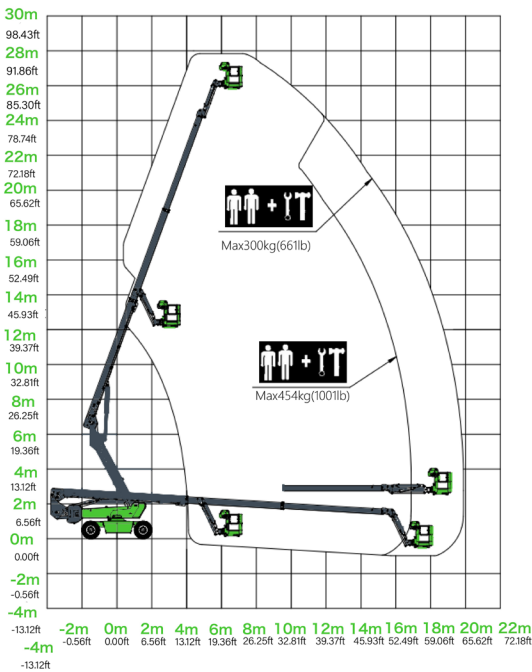 30m
98.43ft
28m
91.86ft
26m
85.30ft
24m
78.74ft
22m
72.18ft
20m
65.62ft
18m
59.06ft
16m
52.49ft
14m
45.93ft
12m
39.37ft
10m
32.81ft
8m
26.25ft
6m
19.36ft
4m
13.12ft
2m
6.56ft
0m
0.00ft
-2m
-0.56ft
-4m
-13.12ft
-4m
-13.12ft
Max300kg(661lb)
Max454kg(1001lb)
-2m 0m 2m 4m 6m 8m 10m 12m 14m 16m 18m 20m 22m
-0.56ft 0.00ft 6.56ft 13.12ft 19.36ft 26.25ft 32.81ft 39.37ft 45.93ft 52.49ft 59.06ft 65.62ft 72.18ft